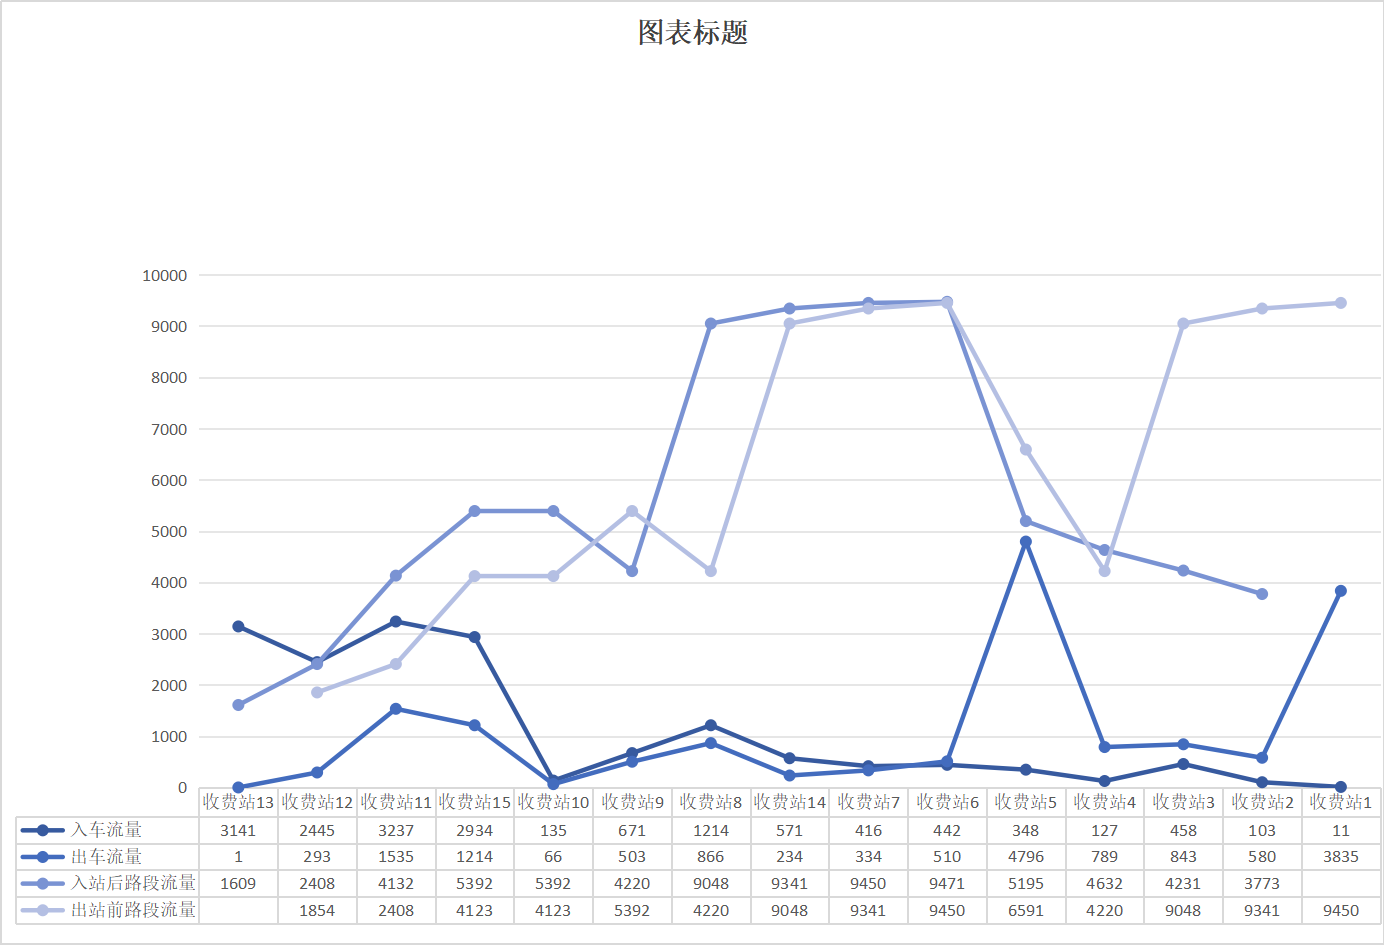 图表标题
10000
9000
8000
7000
6000
5000
4000
3000
2000
1000
0
收费站13 收费站12 收费站11 收费站15 收费站10 收费站9 收费站8 收费站14 收费站7 收费站6 收费站5 收费站4 收费站3 收费站2 收费站1
入车流量 3141 2445 3237 2934 135 671 1214 571 416 442 348 127 458 103 11
出车流量 1 293 1535 1214 66 503 866 234 334 510 4796 789 843 580 3835
入站后路段流量 1609 2408 4132 5392 5392 4220 9048 9341 9450 9471 5195 4632 4231 3773
出站前路段流量 1854 2408 4123 4123 5392 4220 9048 9341 9450 6591 4220 9048 9341 9450